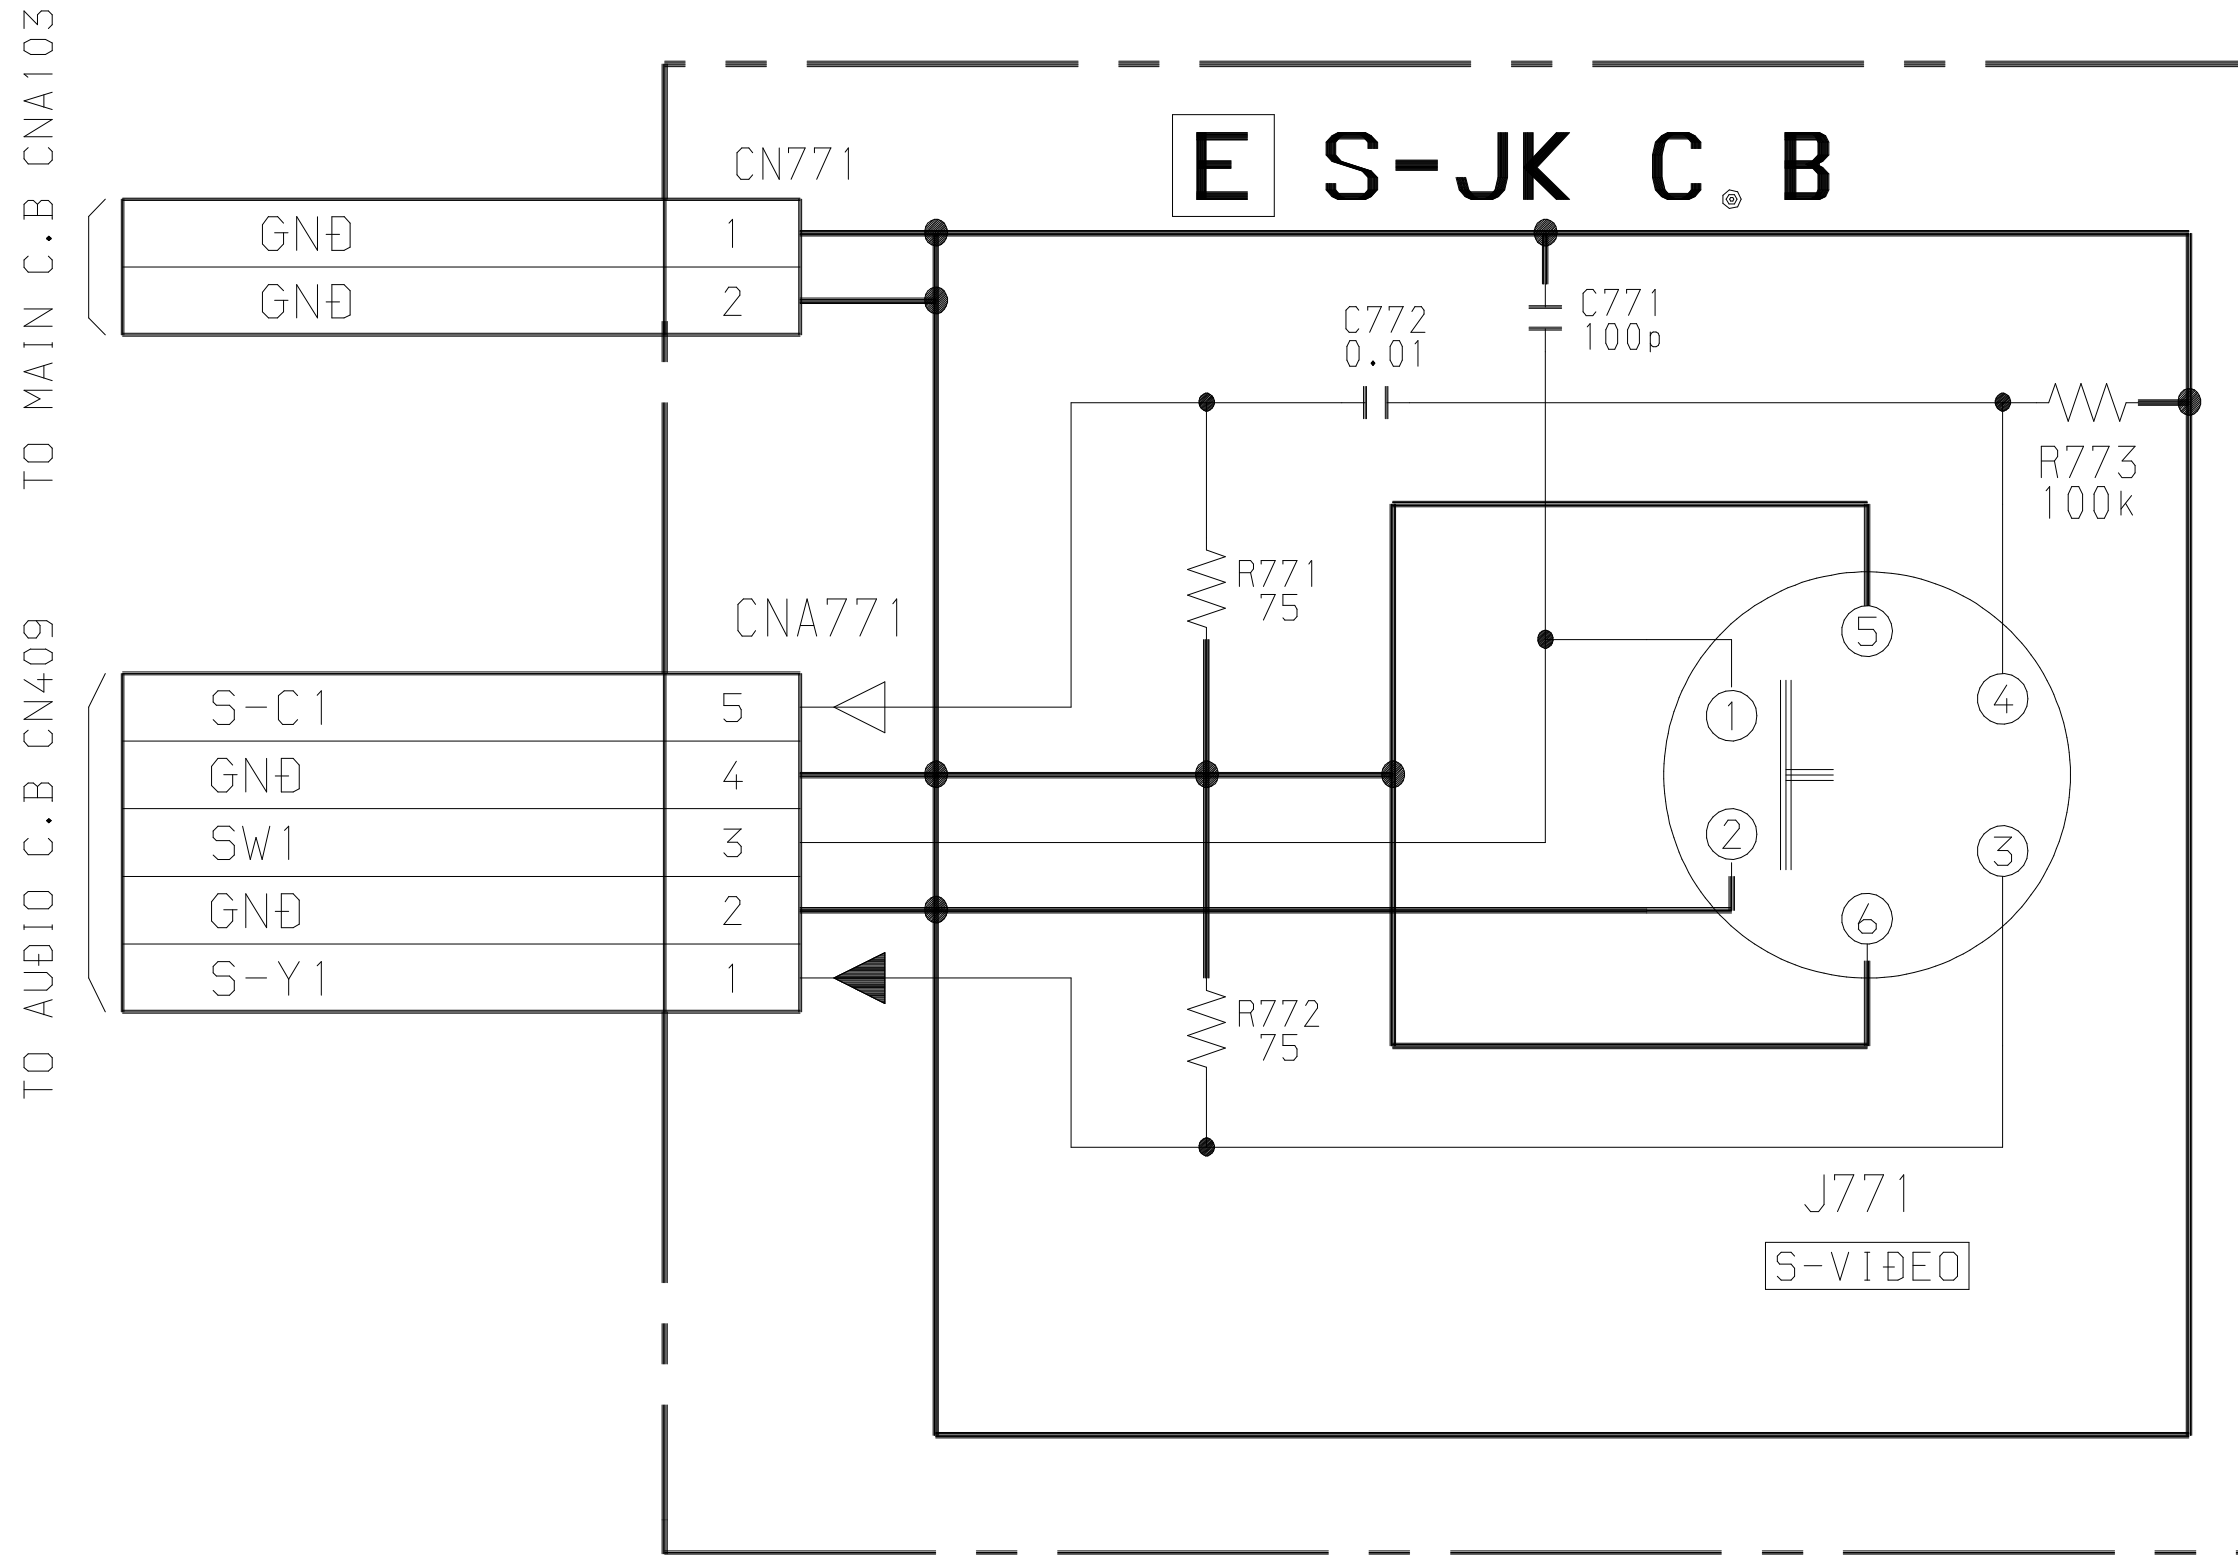 TO MAIN C.B CNA103
E S-JK C.B
CN771
GND 1
GND 2
C771
100p
C772
0.01
R773
100k
R771
75
TO AUDIO C.B CN409
CNA771
S-C1 5
GND 4
SW1 3
GND 2
S-Y1 1
5
1
4
2
3
6
R772
75
J771
S-VIDEO